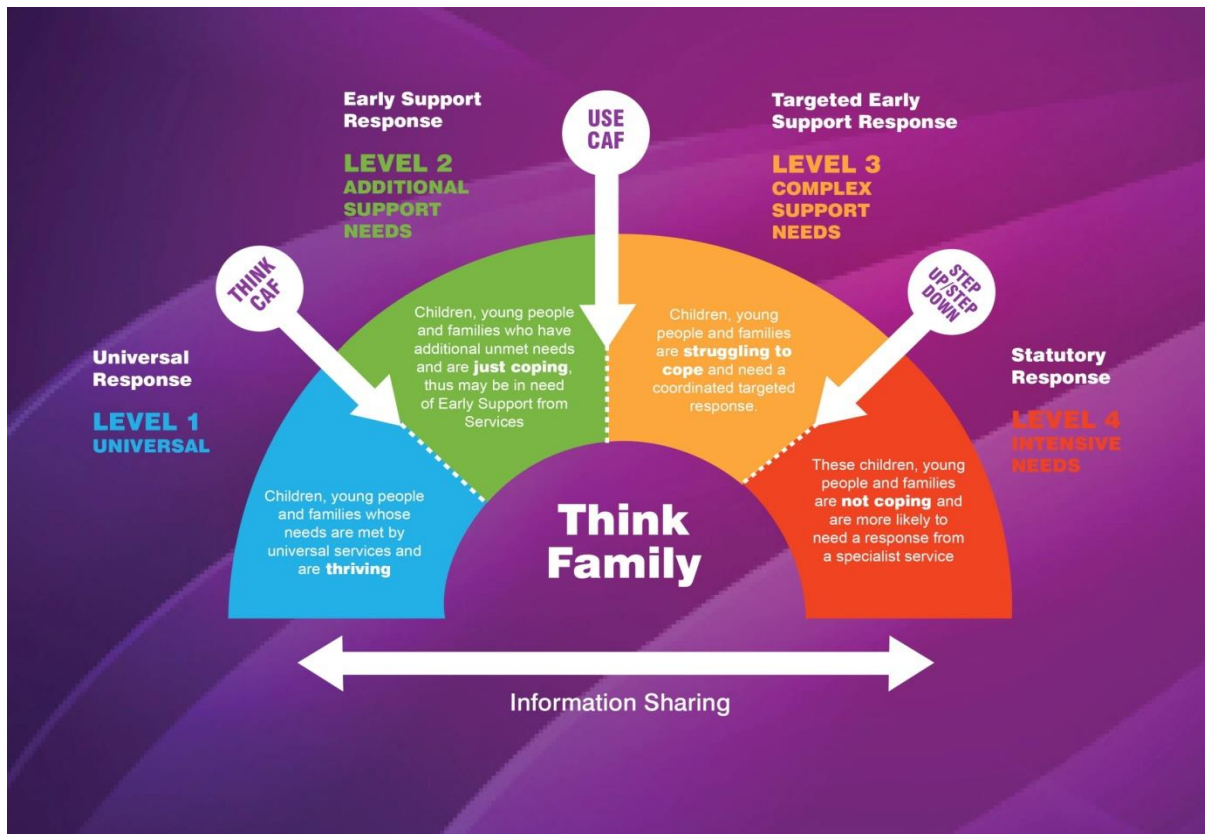 Universal
Response
LEVEL 1
UNIVERSAL
Children, young people
and families whose
needs are met by
universal services and
are thriving
THINK
CAF
Early Support
Response
LEVEL 2
ADDITIONAL
SUPPORT
NEEDS
Children, young people
and families who have
additional unmet needs
and are just coping,
thus may be in need
of Early Support from
Services
USE
CAF
Targeted Early
Support Response
LEVEL 3
COMPLEX
SUPPORT
NEEDS
Children, young
people and families
are struggling to
cope and need a
coordinated targeted
response.
STEP
UP/STEP
DOWN
Statutory
Response
LEVEL 4
INTENSIVE
NEEDS
These children, young
people and families
are not coping and
are more likely to
need a response from
a specialist service
Think
Family
Information Sharing